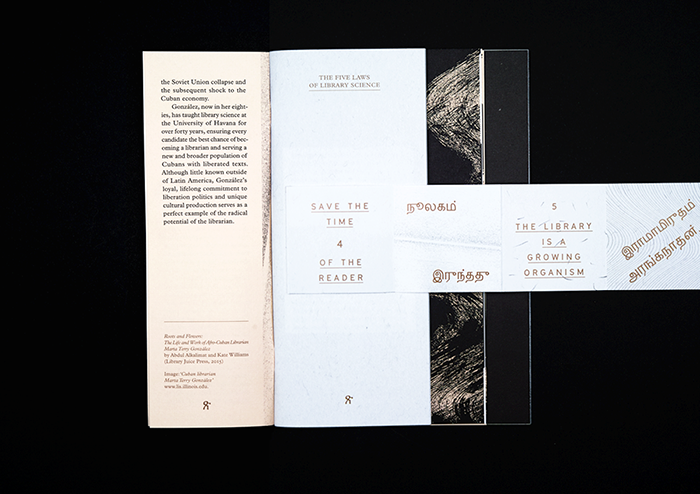 the Soviet Union collapse and
the subsequent shock to the
Cuban economy.
González, now in her eight-
ies, has taught library science at
the University of Havana for
over forty years, ensuring every
candidate the best chance of be-
coming a librarian and serving a
new and broader population of
Cubans with liberated texts.
Although little known outside
of Latin America, González's
loyal, lifelong commitment to
liberation politics and unique
cultural production serves as a
perfect example of the radical
potential of the librarian.
Roots and Flowers:
The Life and Work of Afro-Cuban Librarian
Marta Terry González
by Abdul Alkalimat and Kate Williams
(Library Juice Press, 2015)
Image: 'Cuban librarian
Marta Terry González'
www.lis.illinois.edu
THE FIVE LAWS
OF LIBRARY SCIENCE
SAVE THE
TIME
4
OF THE
READER
நூலகம்
இருந்தது
5
THE LIBRARY
IS A
GROWING
ORGANISM
இராமாமிருதம்
அரங்கநாதன்